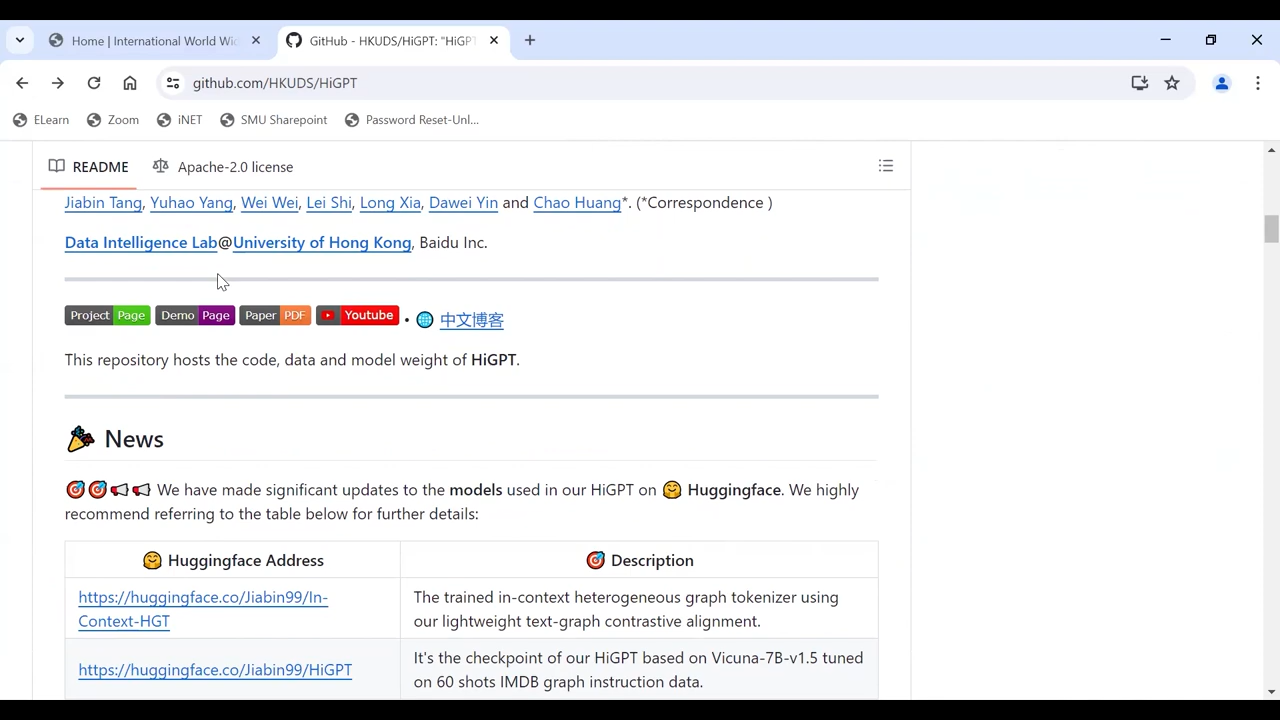 Home | International World Wid
GitHub - HKUDS/HiGPT: "HiGPT
github.com/HKUDS/HiGPT
ELearn Zoom iNET SMU Sharepoint Password Reset-Unl...
README Apache-2.0 license
Jiabin Tang, Yuhao Yang, Wei Wei, Lei Shi, Long Xia, Dawei Yin and Chao Huang*. (*Correspondence )
Data Intelligence Lab@University of Hong Kong, Baidu Inc.
Project Page Demo Page Paper PDF Youtube • 🌐 中文博客
This repository hosts the code, data and model weight of HiGPT.
🎉 News
🎯🎯📢📢 We have made significant updates to the models used in our HiGPT on 🤗 Huggingface. We highly
recommend referring to the table below for further details:
🤗 Huggingface Address 🎯 Description
https://huggingface.co/Jiabin99/In-
Context-HGT
The trained in-context heterogeneous graph tokenizer using
our lightweight text-graph contrastive alignment.
https://huggingface.co/Jiabin99/HiGPT
It's the checkpoint of our HiGPT based on Vicuna-7B-v1.5 tuned
on 60 shots IMDB graph instruction data.